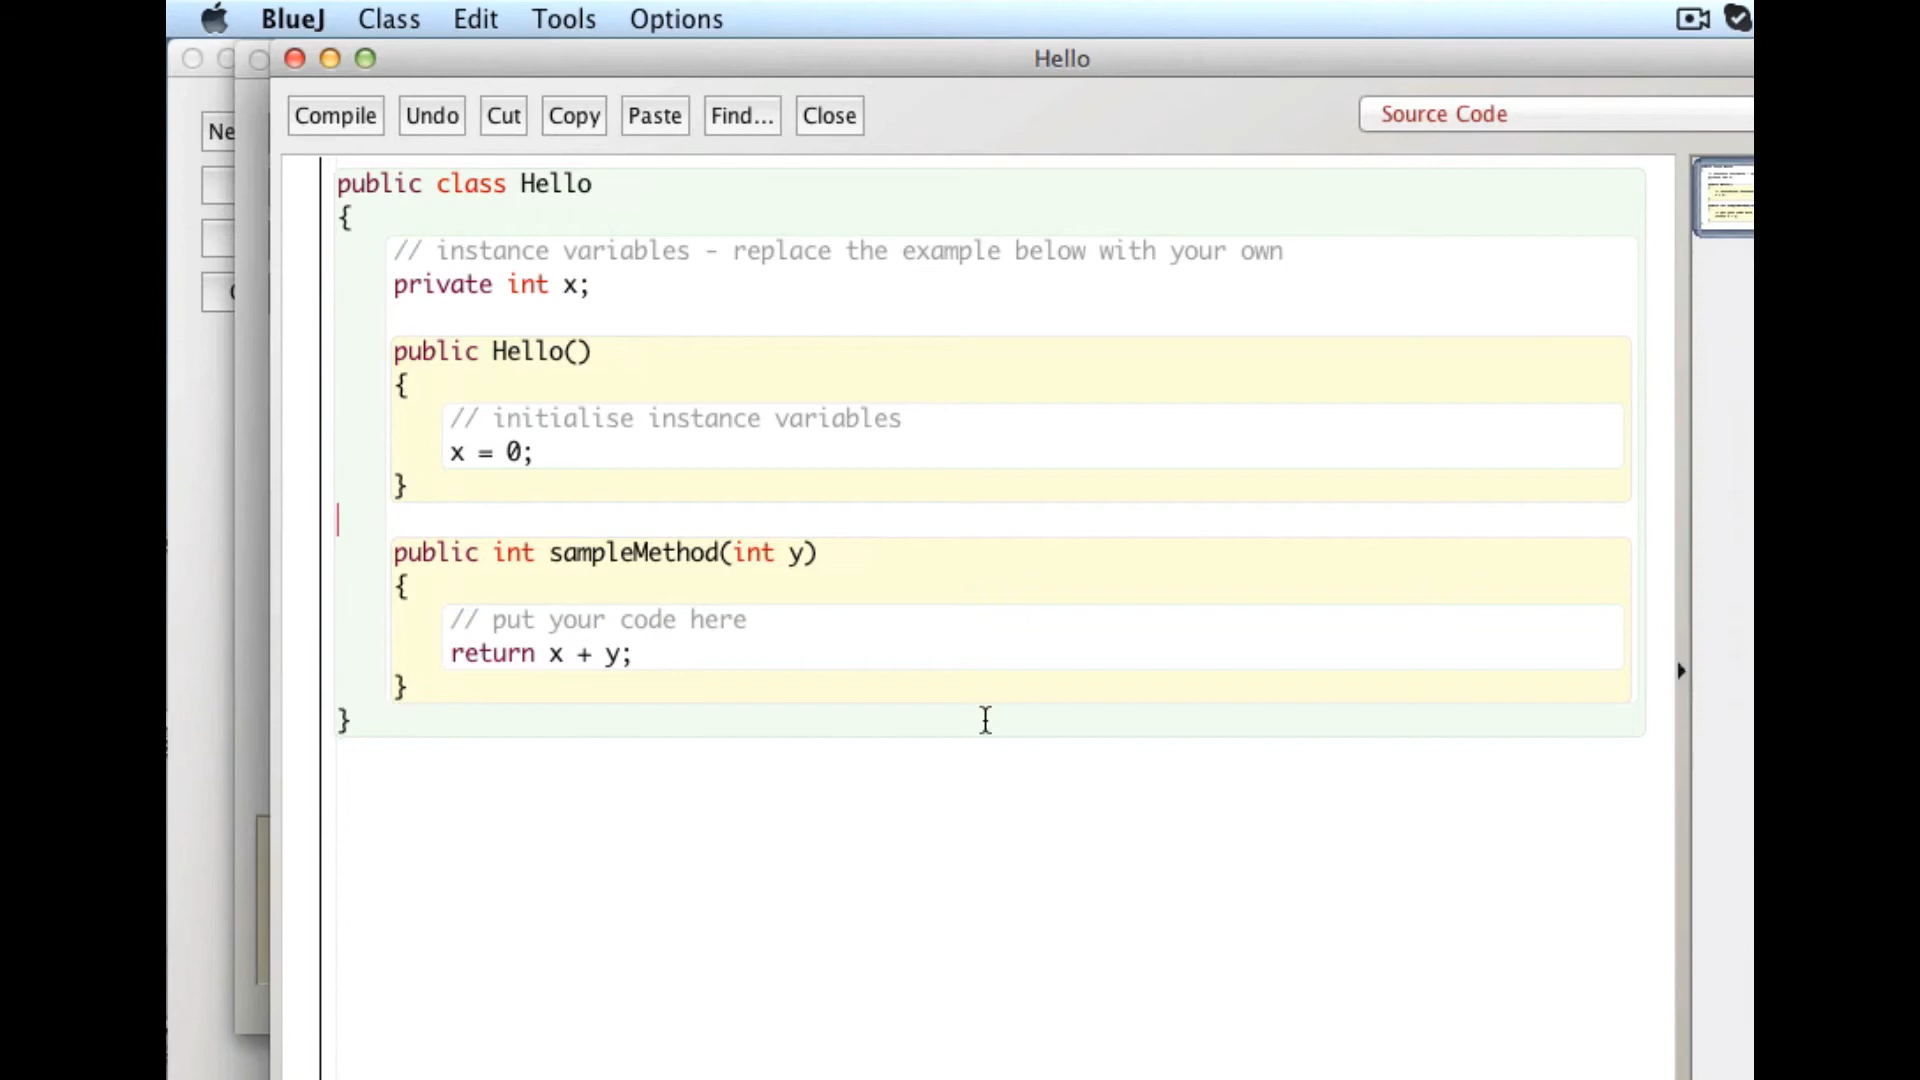 BlueJ Class Edit Tools Options
Hello
Compile Undo Cut Copy Paste Find... Close Source Code
Ne
public class Hello
{
// instance variables - replace the example below with your own
private int x;
public Hello()
{
// initialise instance variables
x = 0;
}
public int sampleMethod(int y)
{
// put your code here
return x + y;
}
}